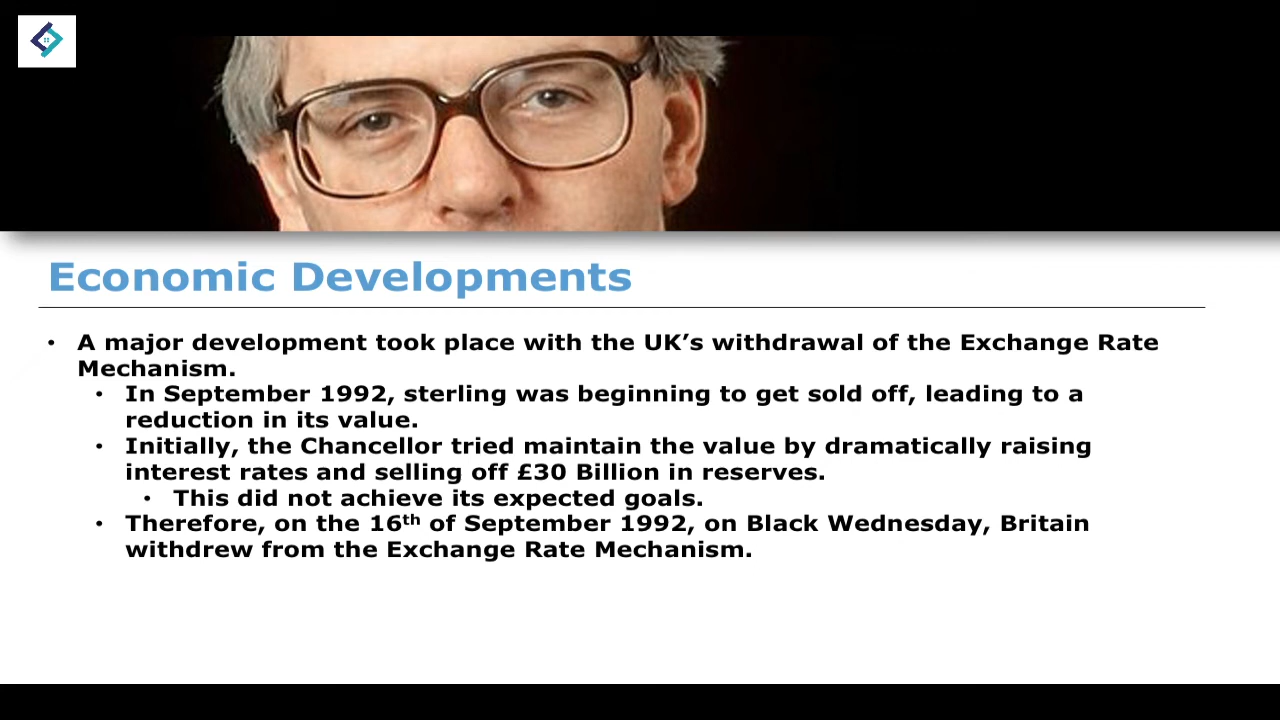 Economic Developments
• A major development took place with the UK’s withdrawal of the Exchange Rate
Mechanism.
• In September 1992, sterling was beginning to get sold off, leading to a
reduction in its value.
• Initially, the Chancellor tried maintain the value by dramatically raising
interest rates and selling off £30 Billion in reserves.
• This did not achieve its expected goals.
• Therefore, on the 16th of September 1992, on Black Wednesday, Britain
withdrew from the Exchange Rate Mechanism.